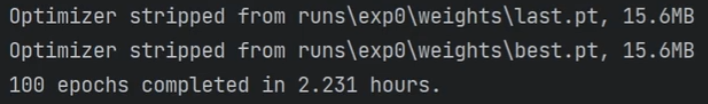 Optimizer stripped from runs\exp0\weights\last.pt, 15.6MB
Optimizer stripped from runs\exp0\weights\best.pt, 15.6MB
100 epochs completed in 2.231 hours.